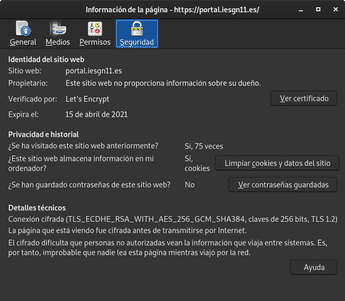 Información de la página - https://portal.iesgn11.es/
General Medios Permisos Seguridad
Identidad del sitio web
Sitio web: portal.iesgn11.es
Propietario: Este sitio web no proporciona información sobre su dueño.
Verificado por: Let's Encrypt Ver certificado
Expira el: 15 de abril de 2021
Privacidad e historial
¿Se ha visitado este sitio web anteriormente? Sí, 75 veces
¿Este sitio web almacena información en mi ordenador? Sí, cookies Limpiar cookies y datos del sitio
¿Se han guardado contraseñas de este sitio web? No Ver contraseñas guardadas
Detalles técnicos
Conexión cifrada (TLS_ECDHE_RSA_WITH_AES_256_GCM_SHA384, claves de 256 bits, TLS 1.2)
La página que está viendo fue cifrada antes de transmitirse por Internet.
El cifrado dificulta que personas no autorizadas vean la información que viaja entre sistemas. Es,
por tanto, improbable que nadie lea esta página mientras viajó por la red.
Ayuda